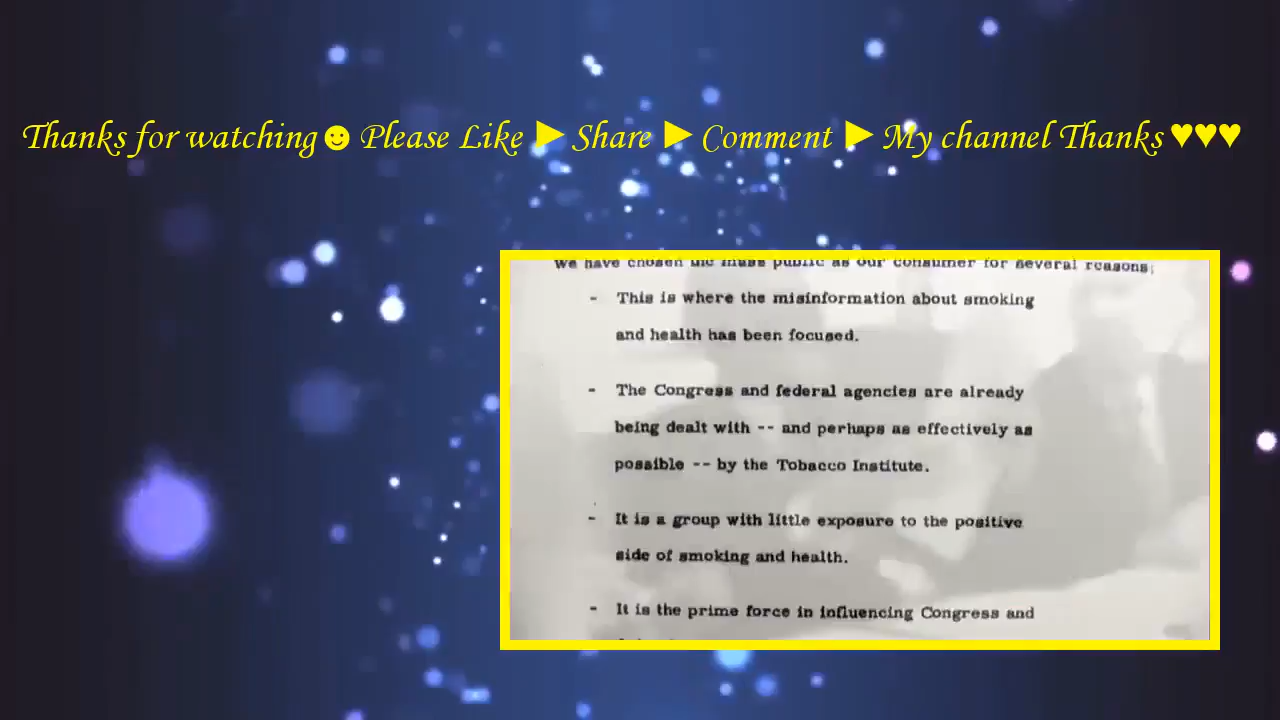 Thanks for watching☻Please Like ►Share ►Comment ►My channel Thanks ♥♥♥
We have chosen the mass public as our consumer for several reasons:
- This is where the misinformation about smoking
and health has been focused.
- The Congress and federal agencies are already
being dealt with -- and perhaps as effectively as
possible -- by the Tobacco Institute.
- It is a group with little exposure to the positive
side of smoking and health.
- It is the prime force in influencing Congress and